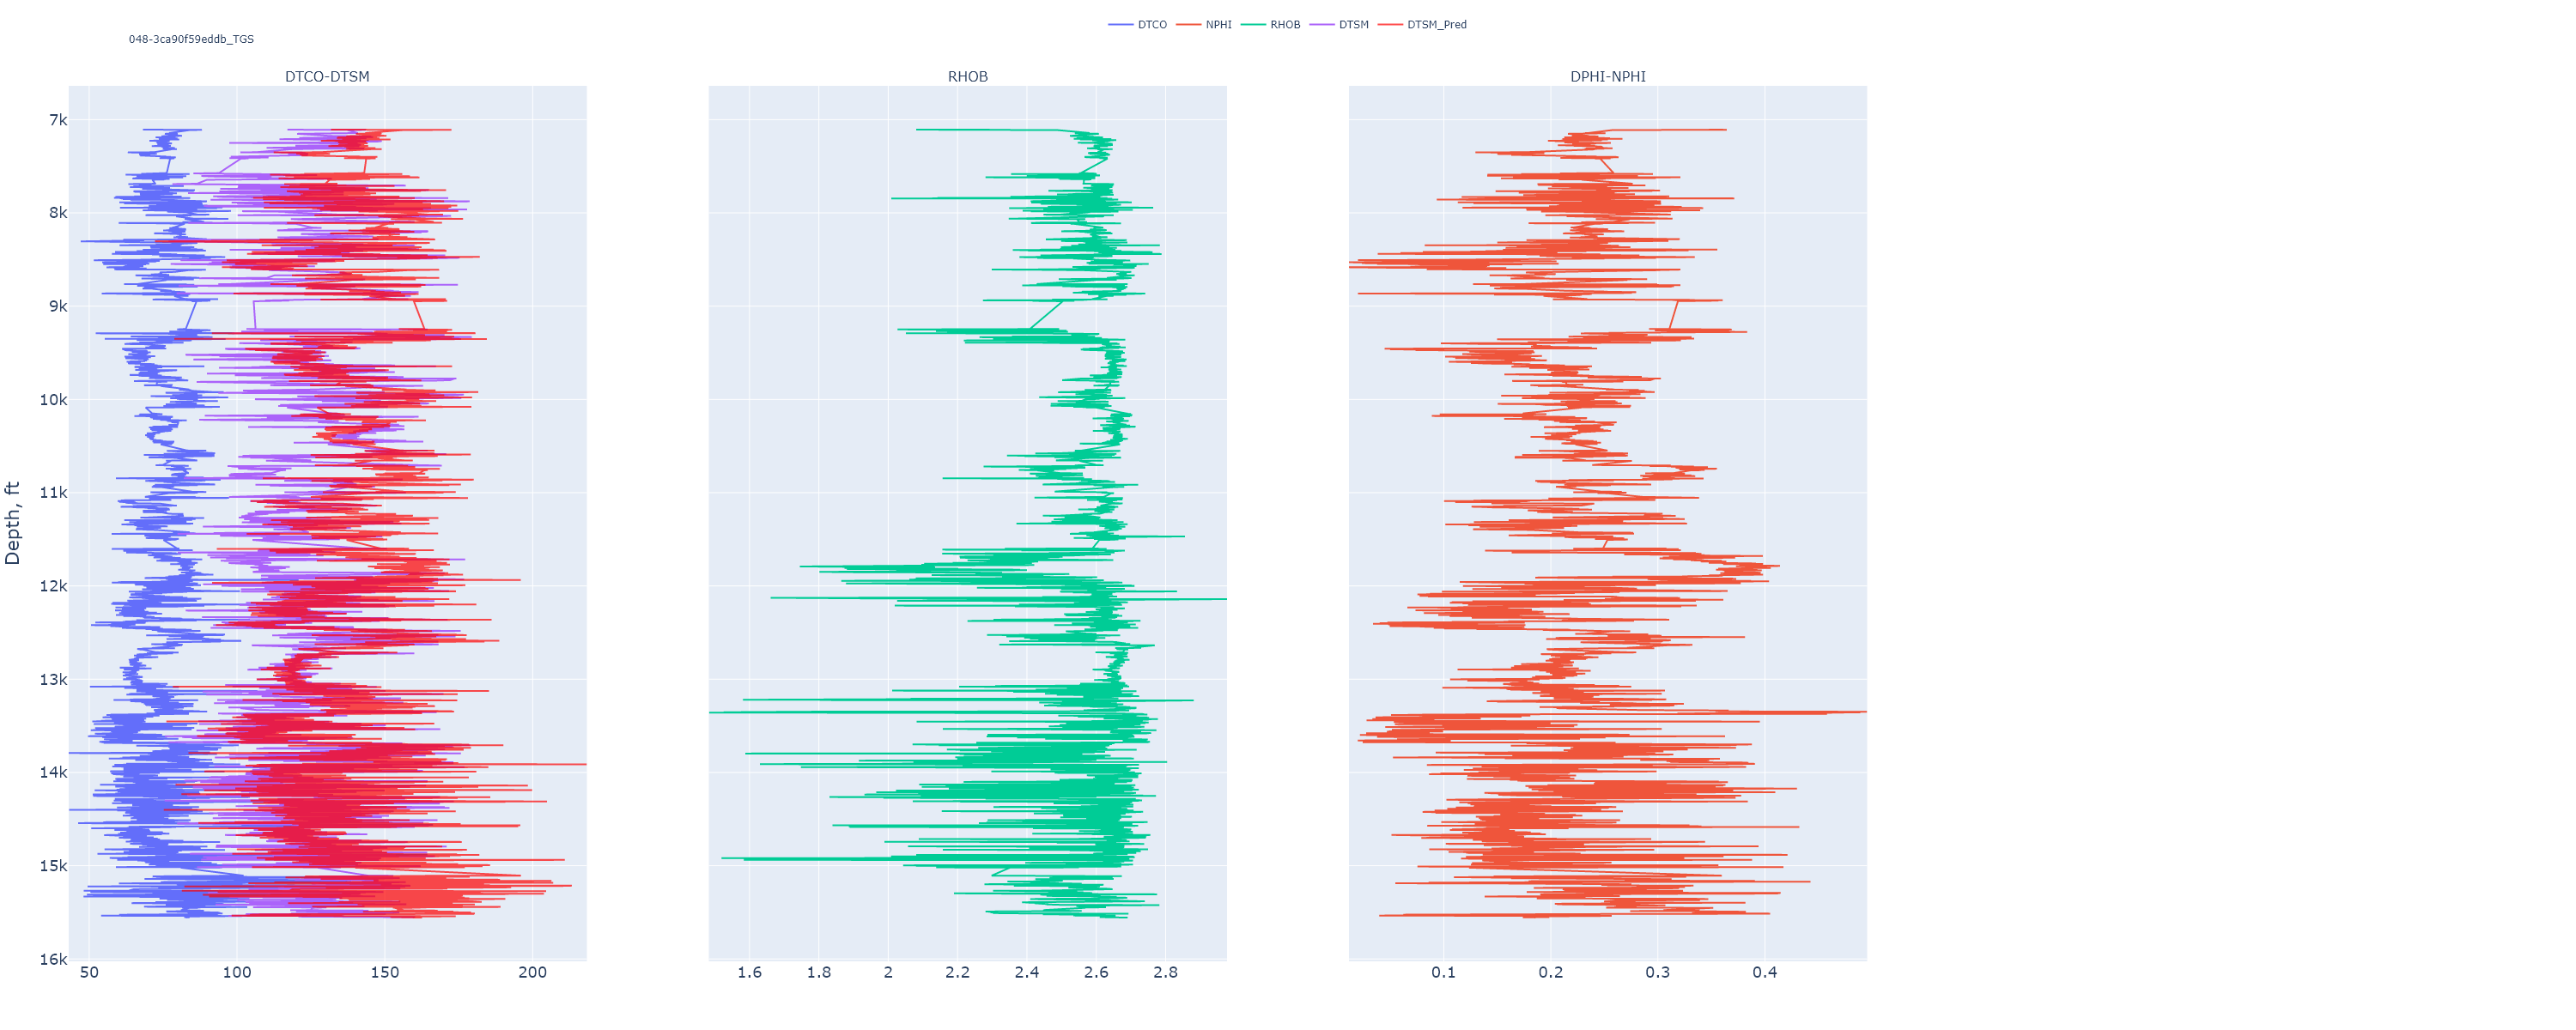 DTCO NPHI RHOB DTSM DTSM_Pred
048-3ca90f59eddb_TGS
DTCO-DTSM RHOB DPHI-NPHI
Depth, ft
7k
8k
9k
10k
11k
12k
13k
14k
15k
16k
50 100 150 200
1.6 1.8 2 2.2 2.4 2.6 2.8
0.1 0.2 0.3 0.4